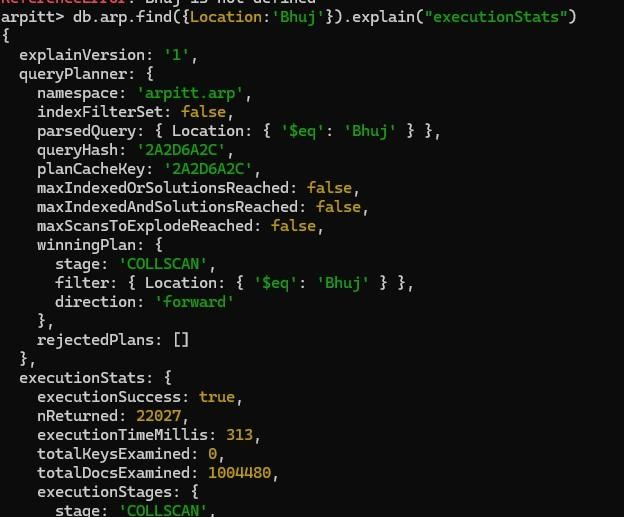 ReferenceError: Bhuj is not defined
arpitt> db.arp.find({Location:'Bhuj'}).explain("executionStats")
{
  explainVersion: '1',
  queryPlanner: {
    namespace: 'arpitt.arp',
    indexFilterSet: false,
    parsedQuery: { Location: { '$eq': 'Bhuj' } },
    queryHash: '2A2D6A2C',
    planCacheKey: '2A2D6A2C',
    maxIndexedOrSolutionsReached: false,
    maxIndexedAndSolutionsReached: false,
    maxScansToExplodeReached: false,
    winningPlan: {
      stage: 'COLLSCAN',
      filter: { Location: { '$eq': 'Bhuj' } },
      direction: 'forward'
    },
    rejectedPlans: []
  },
  executionStats: {
    executionSuccess: true,
    nReturned: 22027,
    executionTimeMillis: 313,
    totalKeysExamined: 0,
    totalDocsExamined: 1004480,
    executionStages: {
      stage: 'COLLSCAN',